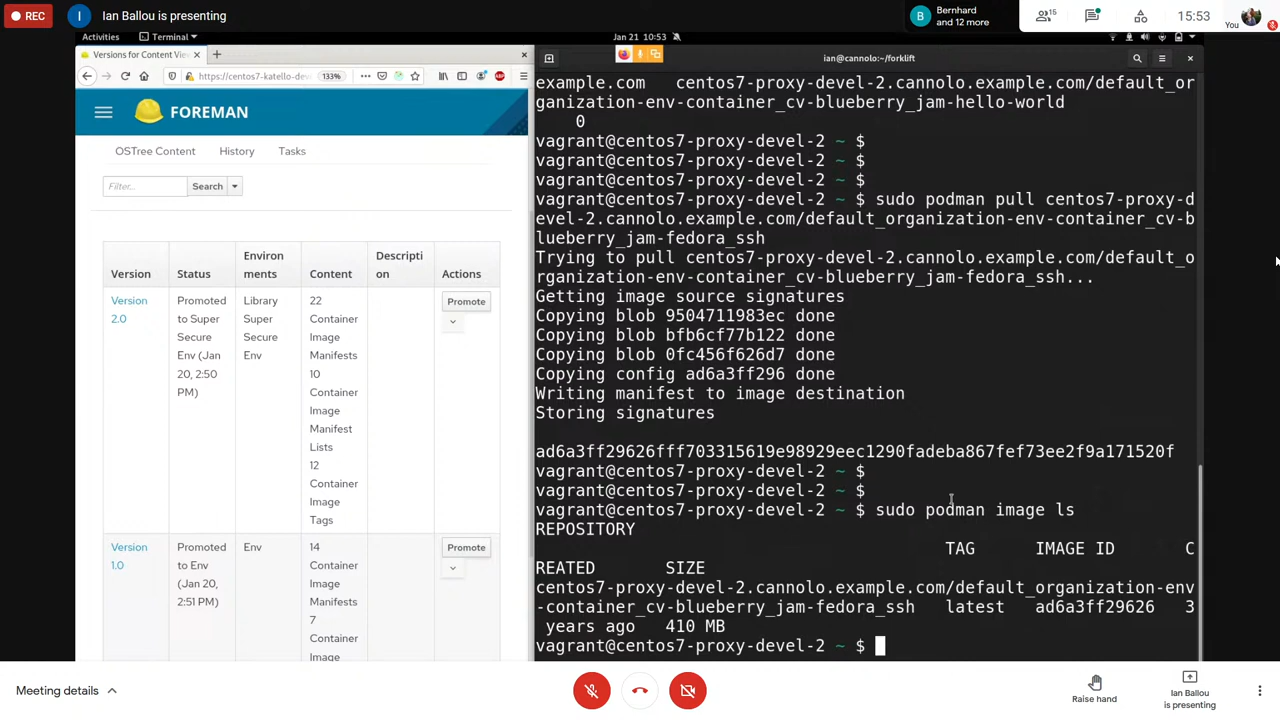 REC
I
Ian Ballou is presenting
B
Bernhard
and 12 more
15
15:53
You
Activities
Terminal
Jan 21 10:53
Versions for Content Vie
ian@cannolo:~/forklift
https://centos7-katello-dev
133%
FOREMAN
OSTree Content
History
Tasks
Filter...
Search
Version
Status
Environ
ments
Content
Descripti
on
Actions
Version
2.0
Promoted
to Super
Secure
Env (Jan
20, 2:50
PM)
Library
Super
Secure
Env
22
Container
Image
Manifests
10
Container
Image
Manifest
Lists
12
Container
Image
Tags
Promote
Version
1.0
Promoted
to Env
(Jan 20,
2:51 PM)
Env
14
Container
Image
Manifests
7
Container
Image
Promote
example.com   centos7-proxy-devel-2.cannolo.example.com/default_or
ganization-env-container_cv-blueberry_jam-hello-world
0
vagrant@centos7-proxy-devel-2 ~ $
vagrant@centos7-proxy-devel-2 ~ $
vagrant@centos7-proxy-devel-2 ~ $
vagrant@centos7-proxy-devel-2 ~ $ sudo podman pull centos7-proxy-d
evel-2.cannolo.example.com/default_organization-env-container_cv-b
lueberry_jam-fedora_ssh
Trying to pull centos7-proxy-devel-2.cannolo.example.com/default_o
rganization-env-container_cv-blueberry_jam-fedora_ssh...
Getting image source signatures
Copying blob 9504711983ec done
Copying blob bfb6cf77b122 done
Copying blob 0fc456f626d7 done
Copying config ad6a3ff296 done
Writing manifest to image destination
Storing signatures
ad6a3ff29626fff703315619e98929eec1290fadeba867fef73ee2f9a171520f
vagrant@centos7-proxy-devel-2 ~ $
vagrant@centos7-proxy-devel-2 ~ $
vagrant@centos7-proxy-devel-2 ~ $ sudo podman image ls
REPOSITORY
TAG      IMAGE ID       C
REATED       SIZE
centos7-proxy-devel-2.cannolo.example.com/default_organization-env
-container_cv-blueberry_jam-fedora_ssh   latest   ad6a3ff29626   3
years ago   410 MB
vagrant@centos7-proxy-devel-2 ~ $
Meeting details
Raise hand
Ian Ballou
is presenting